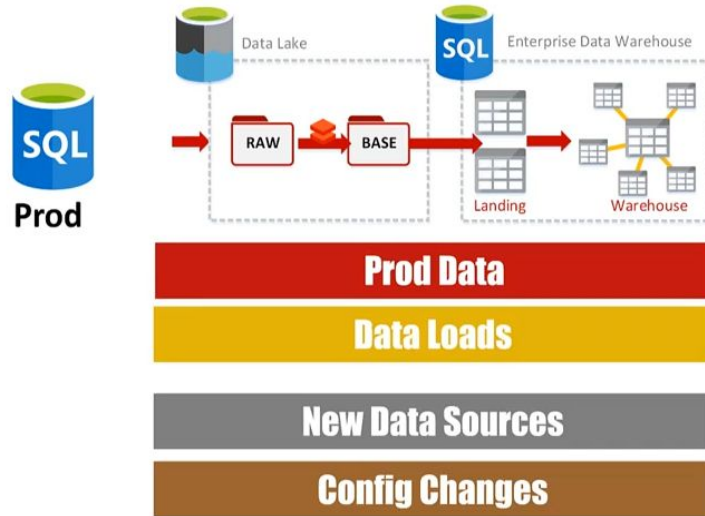 Data Lake
SQL
Enterprise Data Warehouse
SQL
RAW
BASE
Prod
Landing
Warehouse
Prod Data
Data Loads
New Data Sources
Config Changes